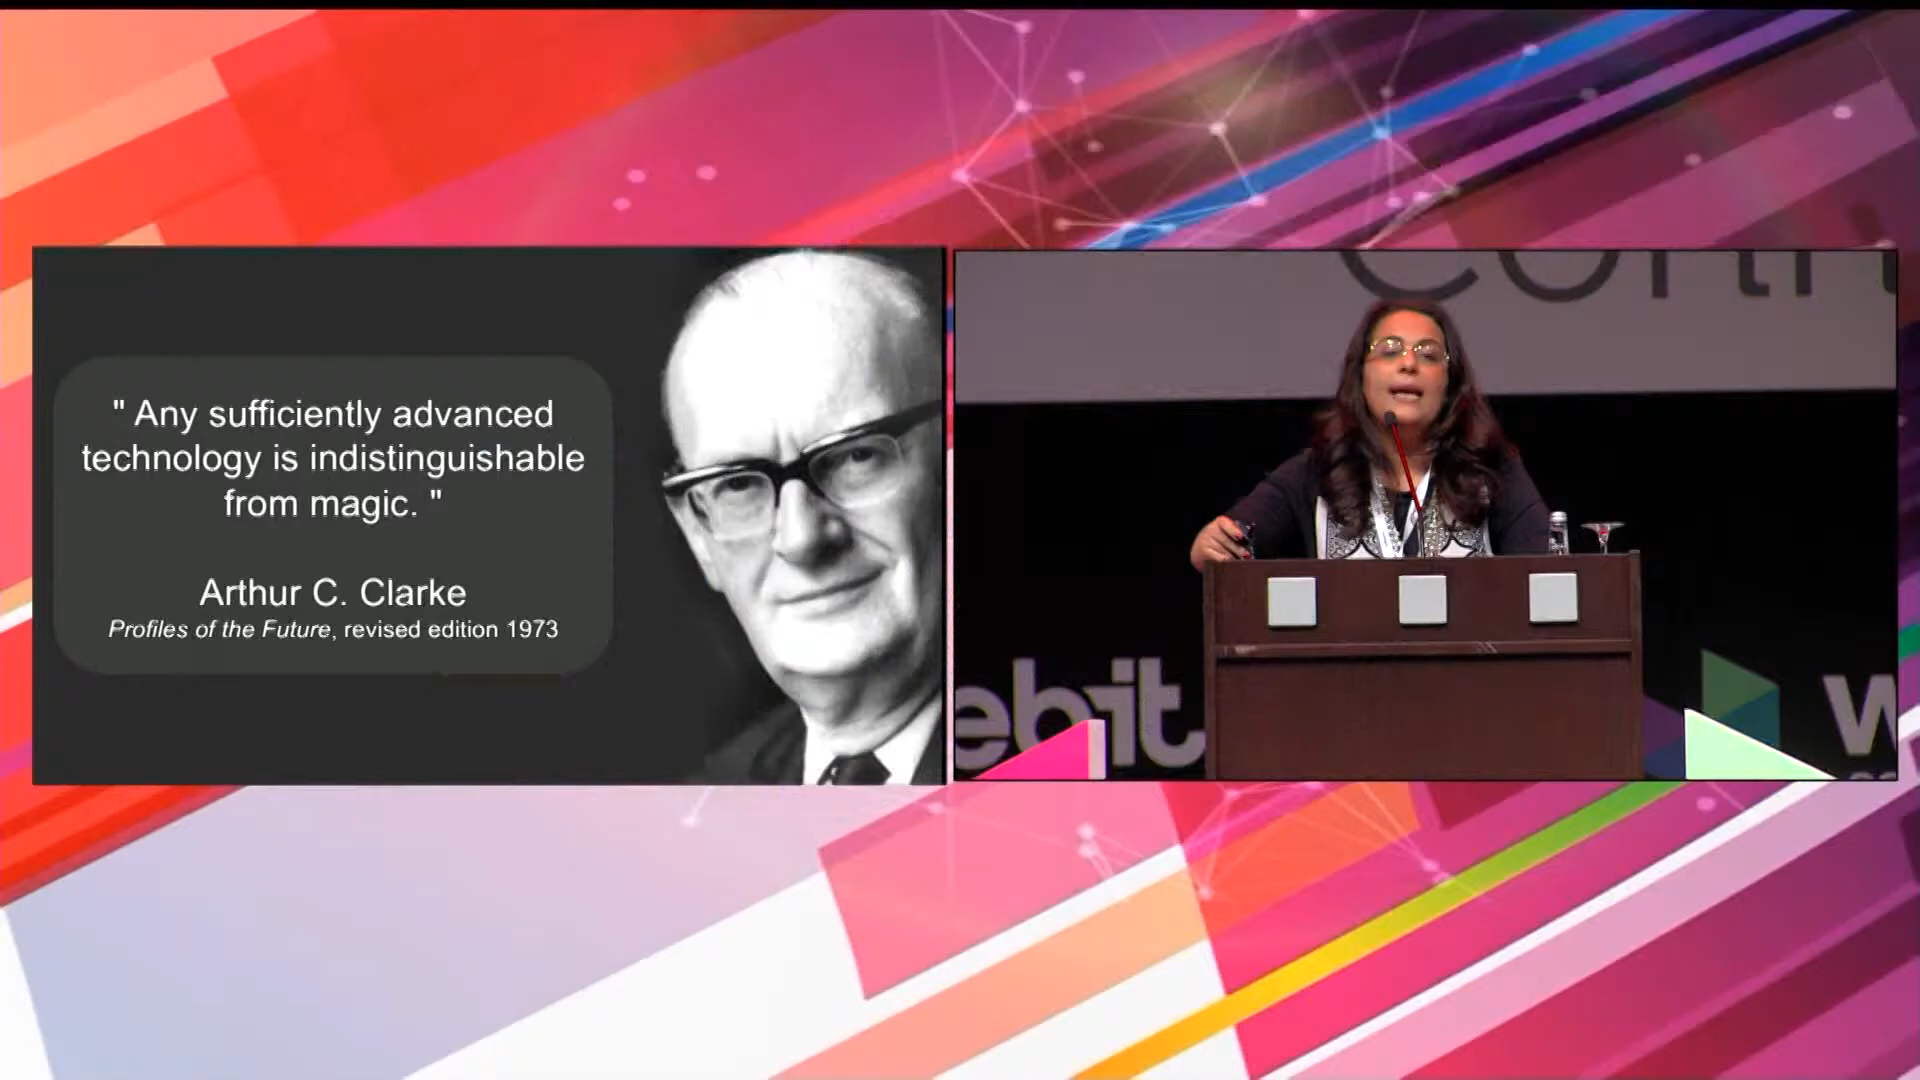 " Any sufficiently advanced
technology is indistinguishable
from magic. "
Arthur C. Clarke
Profiles of the Future, revised edition 1973
ebit